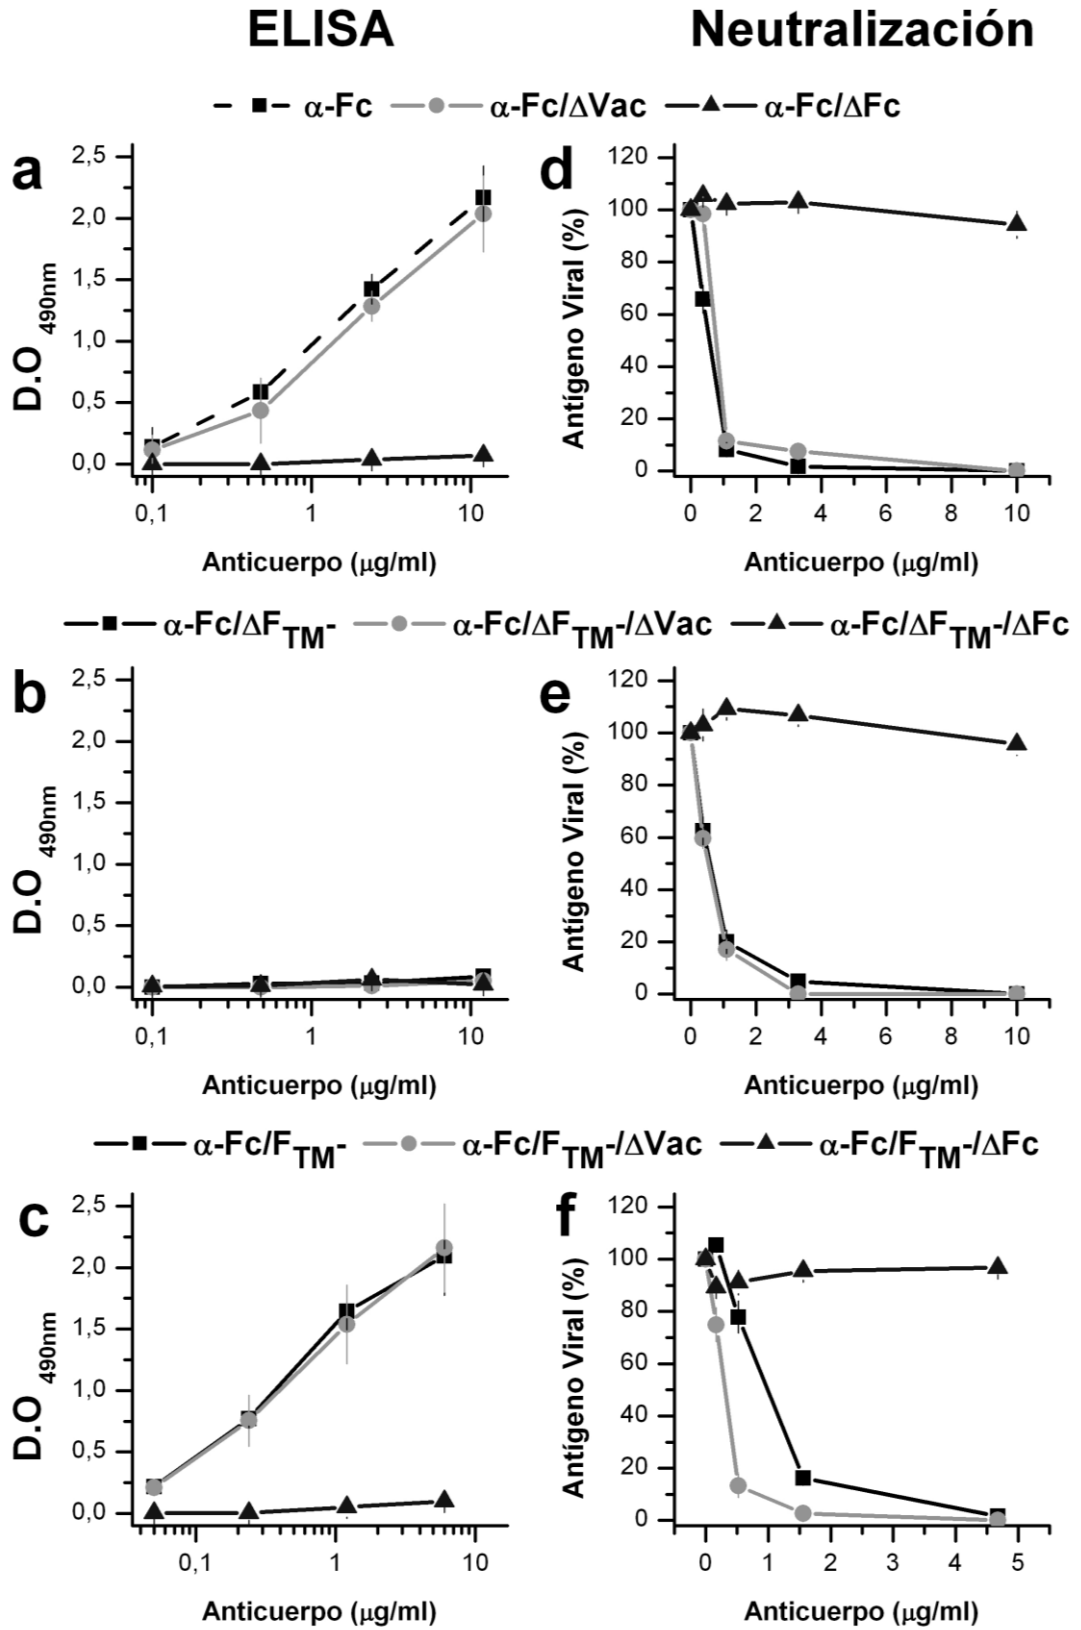 ELISA Neutralización
α-Fc α-Fc/ΔVac α-Fc/ΔFc
a
2,5
2,0
1,5
1,0
0,5
0,0
D.O 490nm
0,1 1 10
Anticuerpo (μg/ml)
d
120
100
80
60
40
20
0
Antígeno Viral (%)
0 2 4 6 8 10
Anticuerpo (μg/ml)
α-Fc/ΔFTM- α-Fc/ΔFTM-/ΔVac α-Fc/ΔFTM-/ΔFc
b
2,5
2,0
1,5
1,0
0,5
0,0
D.O 490nm
0,1 1 10
Anticuerpo (μg/ml)
e
120
100
80
60
40
20
0
Antígeno Viral (%)
0 2 4 6 8 10
Anticuerpo (μg/ml)
α-Fc/FTM- α-Fc/FTM-/ΔVac α-Fc/FTM-/ΔFc
c
2,5
2,0
1,5
1,0
0,5
0,0
D.O 490nm
0,1 1 10
Anticuerpo (μg/ml)
f
120
100
80
60
40
20
0
Antígeno Viral (%)
0 1 2 3 4 5
Anticuerpo (μg/ml)